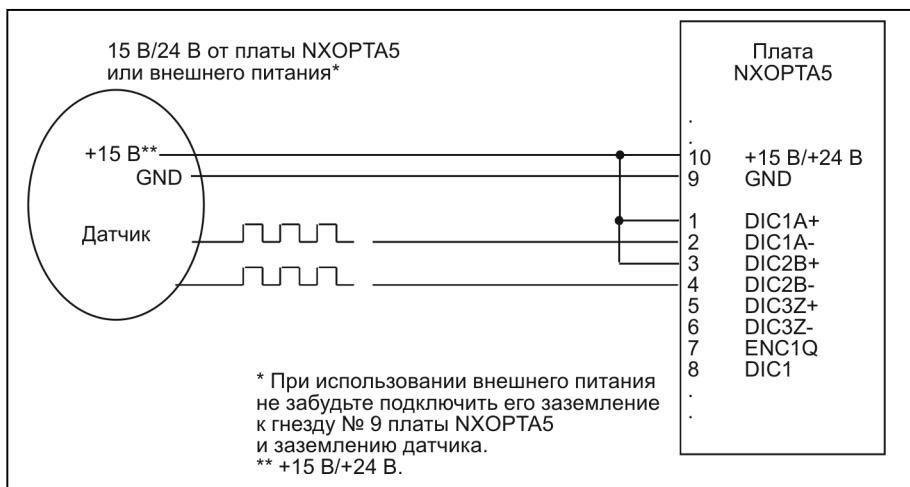 15 В/24 В от платы NXOPTA5
или внешнего питания*
+15 В**
GND
Датчик
Плата
NXOPTA5
.
.
10 +15 В/+24 В
9 GND
1 DIC1A+
2 DIC1A-
3 DIC2B+
4 DIC2B-
5 DIC3Z+
6 DIC3Z-
7 ENC1Q
8 DIC1
.
.
* При использовании внешнего питания
не забудьте подключить его заземление
к гнезду № 9 платы NXOPTA5
и заземлению датчика.
** +15 В/+24 В.